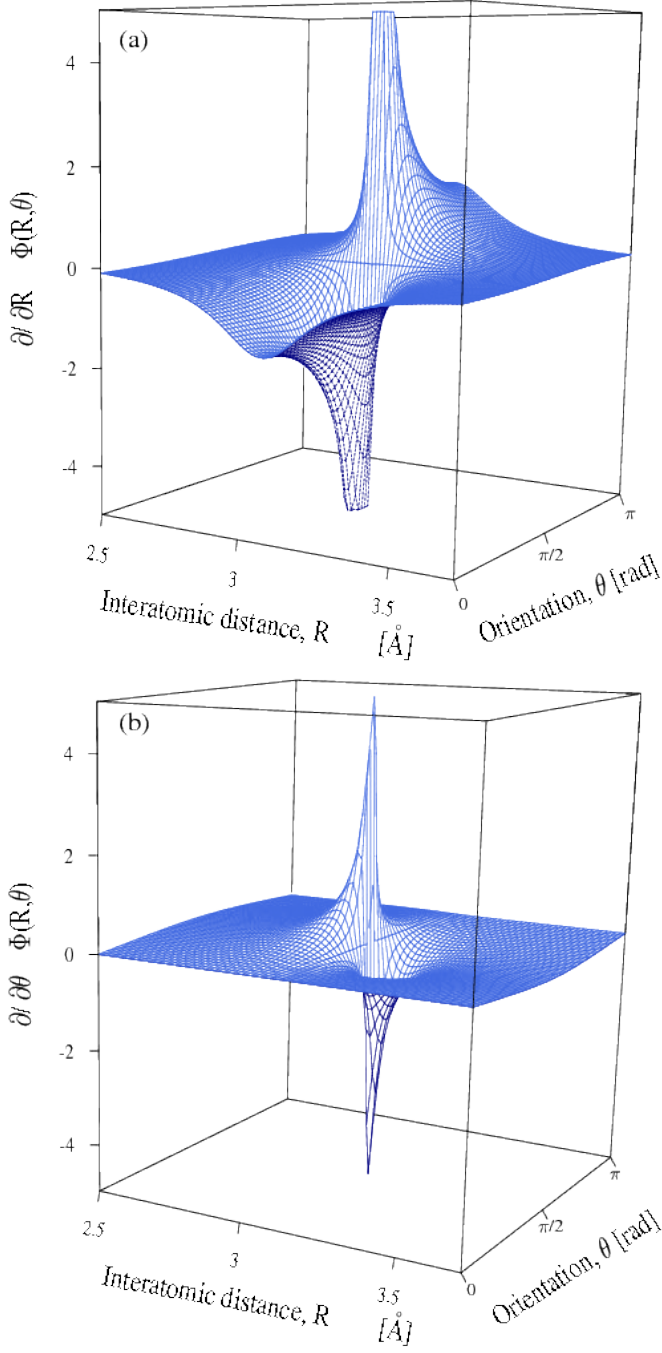 (a)
4
2
0
-2
-4
∂/ ∂R Φ(R,θ)
2.5
3
3.5
Interatomic distance, R [Å]
0
π/2
π
Orientation, θ [rad]
(b)
4
2
0
-2
-4
∂/ ∂θ Φ(R,θ)
2.5
3
3.5
Interatomic distance, R [Å]
0
π/2
π
Orientation, θ [rad]